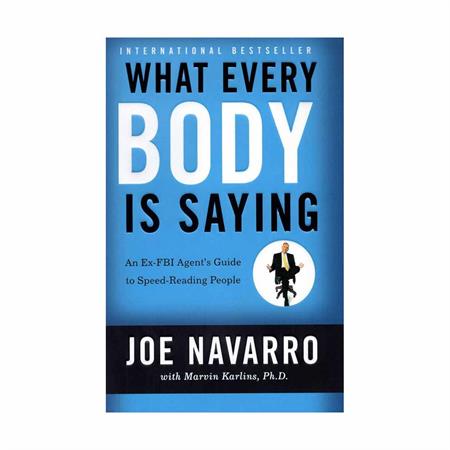 INTERNATIONAL BESTSELLER
WHAT EVERY
BODY
IS SAYING
An Ex-FBI Agent's Guide
to Speed-Reading People
JOE NAVARRO
with Marvin Karlins, Ph.D.